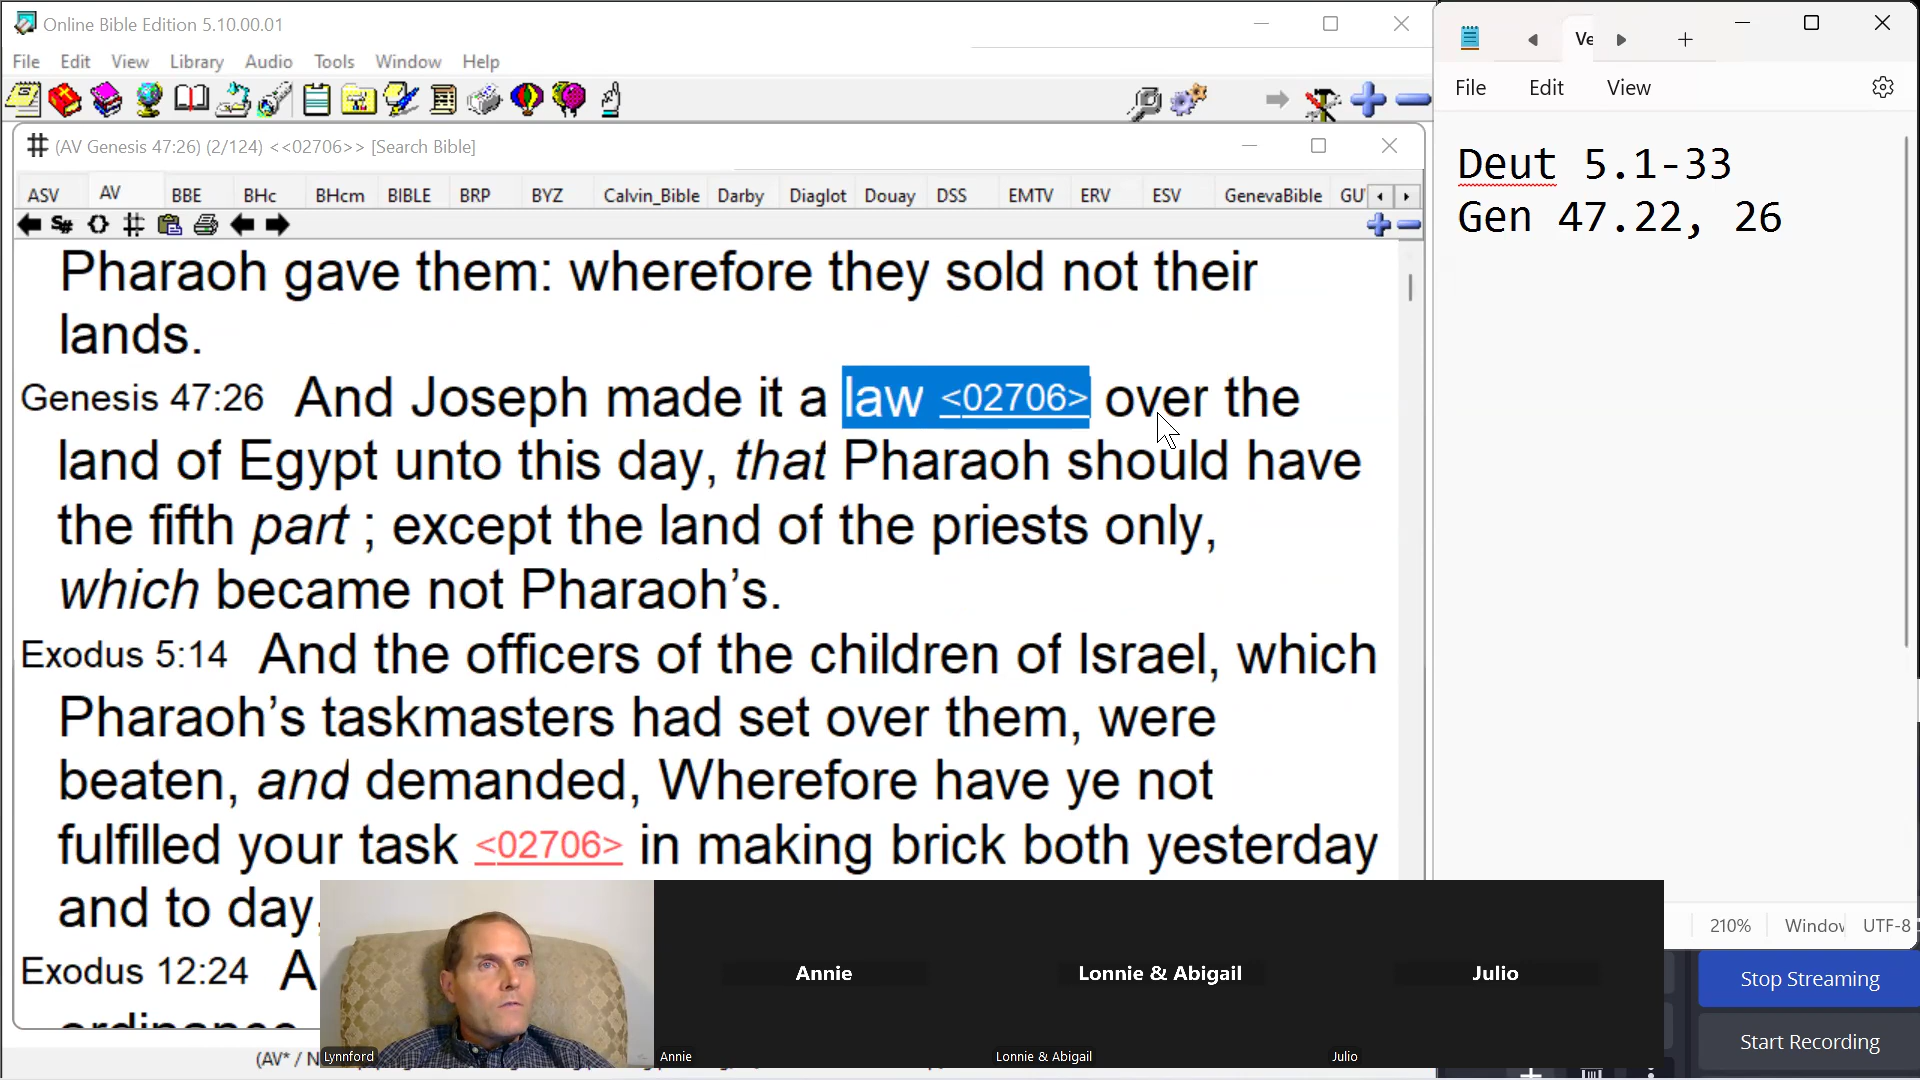 Online Bible Edition 5.10.00.01
File Edit View Library Audio Tools Window Help
(AV Genesis 47:26) (2/124) <<02706>> [Search Bible]
ASV AV BBE BHc BHcm BIBLE BRP BYZ Calvin_Bible Darby Diaglot Douay DSS EMTV ERV ESV GenevaBible
Pharaoh gave them: wherefore they sold not their
lands.
Genesis 47:26 And Joseph made it a law <02706> over the
land of Egypt unto this day, that Pharaoh should have
the fifth part ; except the land of the priests only,
which became not Pharaoh’s.
Exodus 5:14 And the officers of the children of Israel, which
Pharaoh’s taskmasters had set over them, were
beaten, and demanded, Wherefore have ye not
fulfilled your task <02706> in making brick both yesterday
and to day
Exodus 12:24
ordinance
(AV* / N
File Edit View
Deut 5.1-33
Gen 47.22, 26
210% UTF-8
Stop Streaming
Start Recording
Annie
Lonnie & Abigail
Julio
Lynnford
Annie
Lonnie & Abigail
Julio